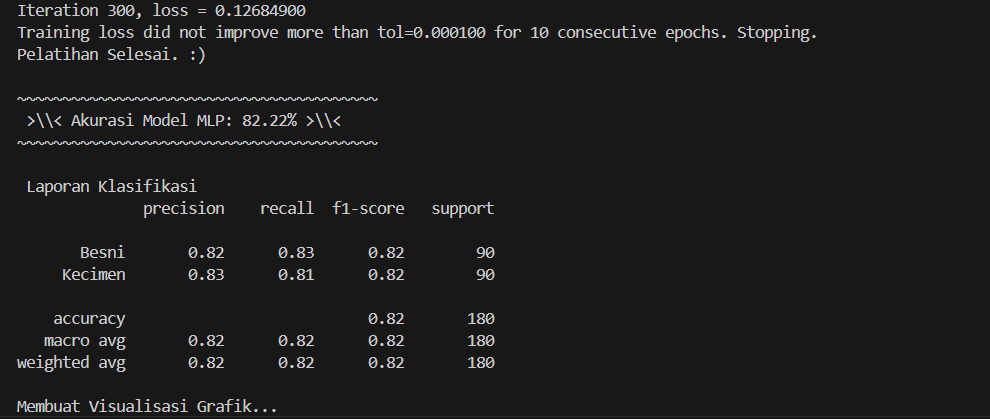 Iteration 300, loss = 0.12684900
Training loss did not improve more than tol=0.000100 for 10 consecutive epochs. Stopping.
Pelatihan Selesai. :)
~~~~~~~~~~~~~~~~~~~~~~~~~~~~~~~~~~~~~~~~
>\\< Akurasi Model MLP: 82.22% >\\<
~~~~~~~~~~~~~~~~~~~~~~~~~~~~~~~~~~~~~~~~
Laporan Klasifikasi
precision recall f1-score support
Besni 0.82 0.83 0.82 90
Kecimen 0.83 0.81 0.82 90
accuracy 0.82 180
macro avg 0.82 0.82 0.82 180
weighted avg 0.82 0.82 0.82 180
Membuat Visualisasi Grafik...